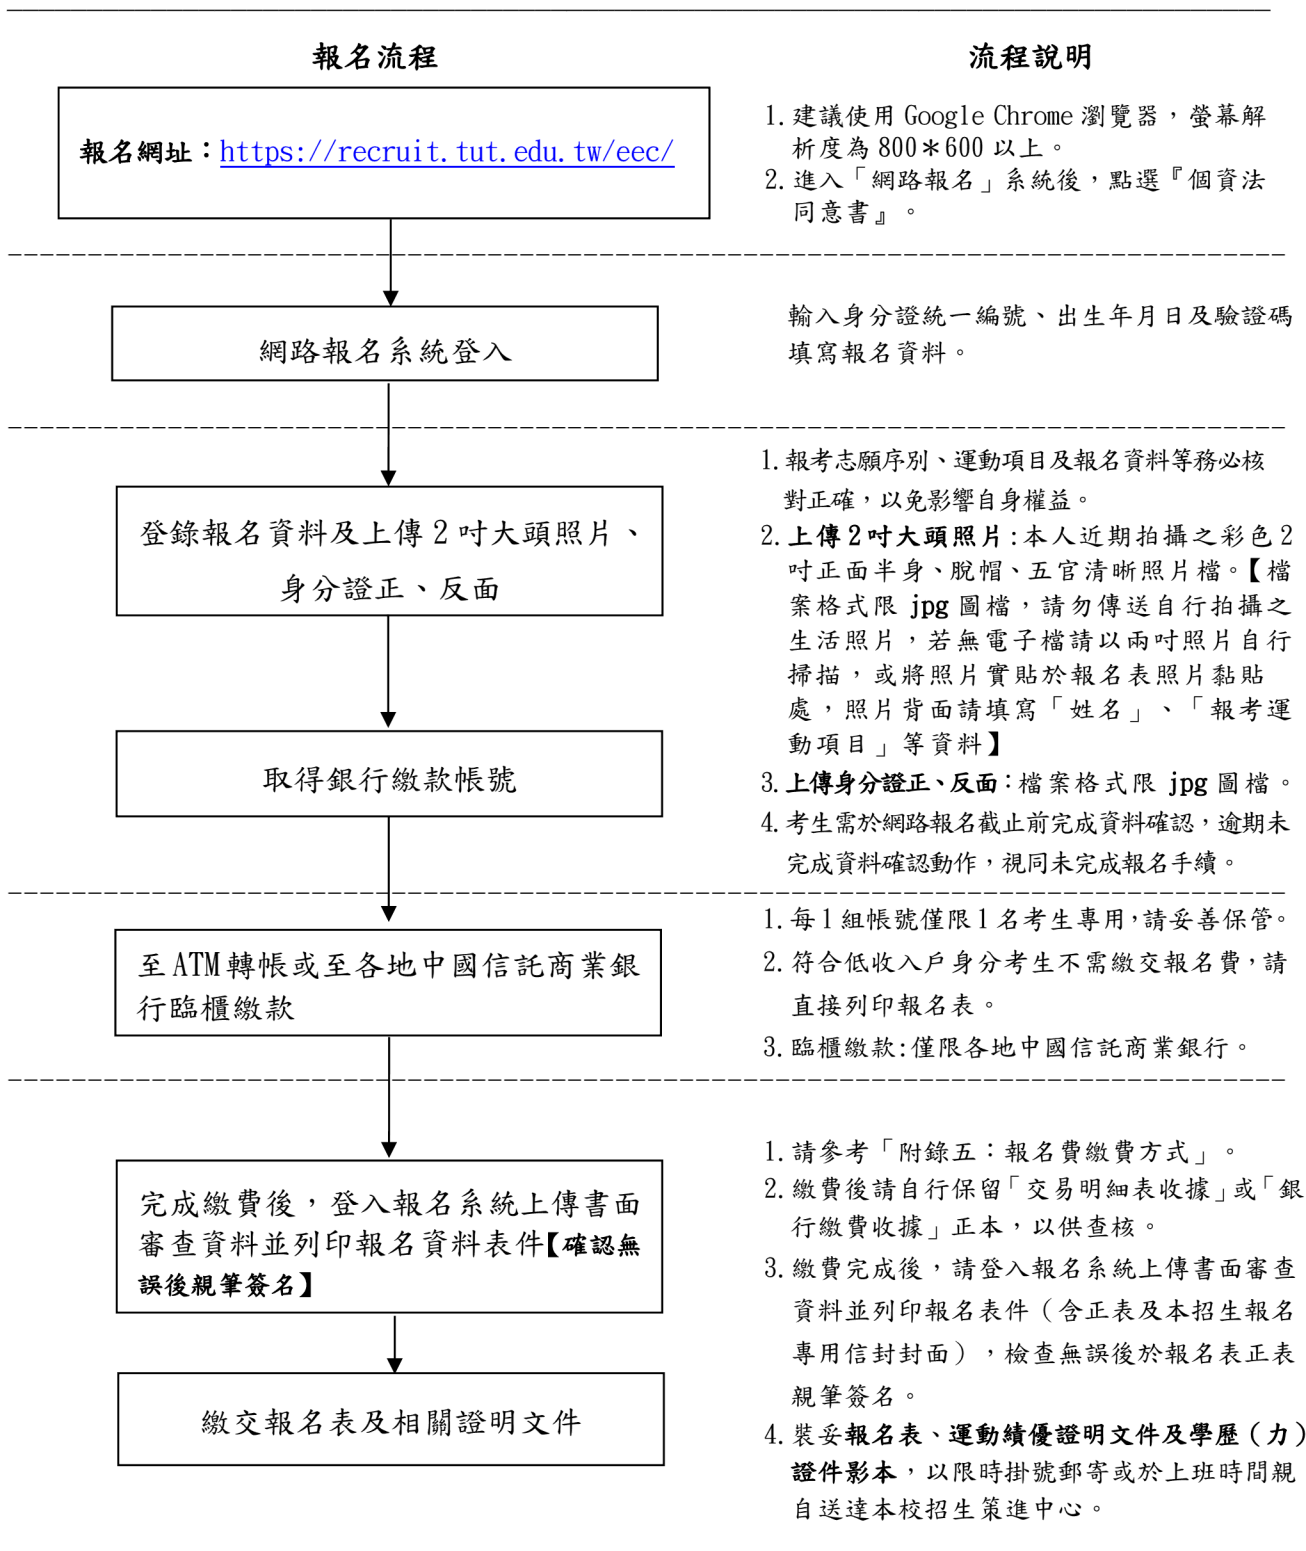 報名流程
流程說明
報名網址：https://recruit.tut.edu.tw/eec/
1.建議使用 Google Chrome 瀏覽器，螢幕解
析度為 800＊600 以上。
2.進入「網路報名」系統後，點選『個資法
同意書』。
網路報名系統登入
輸入身分證統一編號、出生年月日及驗證碼
填寫報名資料。
登錄報名資料及上傳 2 吋大頭照片、
身分證正、反面
取得銀行繳款帳號
1.報考志願序別、運動項目及報名資料等務必核
對正確，以免影響自身權益。
2.上傳 2 吋大頭照片:本人近期拍攝之彩色 2
吋正面半身、脫帽、五官清晰照片檔。【檔
案格式限 jpg 圖檔，請勿傳送自行拍攝之
生活照片，若無電子檔請以兩吋照片自行
掃描，或將照片實貼於報名表照片黏貼
處，照片背面請填寫「姓名」、「報考運
動項目」等資料】
3.上傳身分證正、反面：檔案格式限 jpg 圖檔。
4.考生需於網路報名截止前完成資料確認，逾期未
完成資料確認動作，視同未完成報名手續。
至 ATM 轉帳或至各地中國信託商業銀
行臨櫃繳款
1.每 1 組帳號僅限 1 名考生專用,請妥善保管。
2.符合低收入戶身分考生不需繳交報名費，請
直接列印報名表。
3.臨櫃繳款:僅限各地中國信託商業銀行。
完成繳費後，登入報名系統上傳書面
審查資料並列印報名資料表件【確認無
誤後親筆簽名】
繳交報名表及相關證明文件
1.請參考「附錄五：報名費繳費方式」。
2.繳費後請自行保留「交易明細表收據」或「銀
行繳費收據」正本，以供查核。
3.繳費完成後，請登入報名系統上傳書面審查
資料並列印報名表件（含正表及本招生報名
專用信封封面），檢查無誤後於報名表正表
親筆簽名。
4.裝妥報名表、運動績優證明文件及學歷（力）
證件影本，以限時掛號郵寄或於上班時間親
自送達本校招生策進中心。